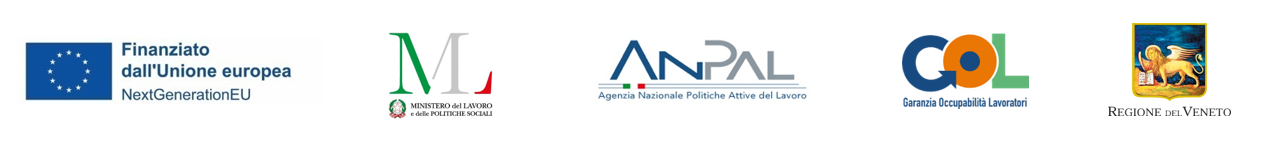 Finanziato
dall'Unione europea
NextGenerationEU
ML
MINISTERO del LAVORO
e delle POLITICHE SOCIALI
ANPAL
Agenzia Nazionale Politiche Attive del Lavoro
GOL
Garanzia Occupabilità Lavoratori
REGIONE DEL VENETO